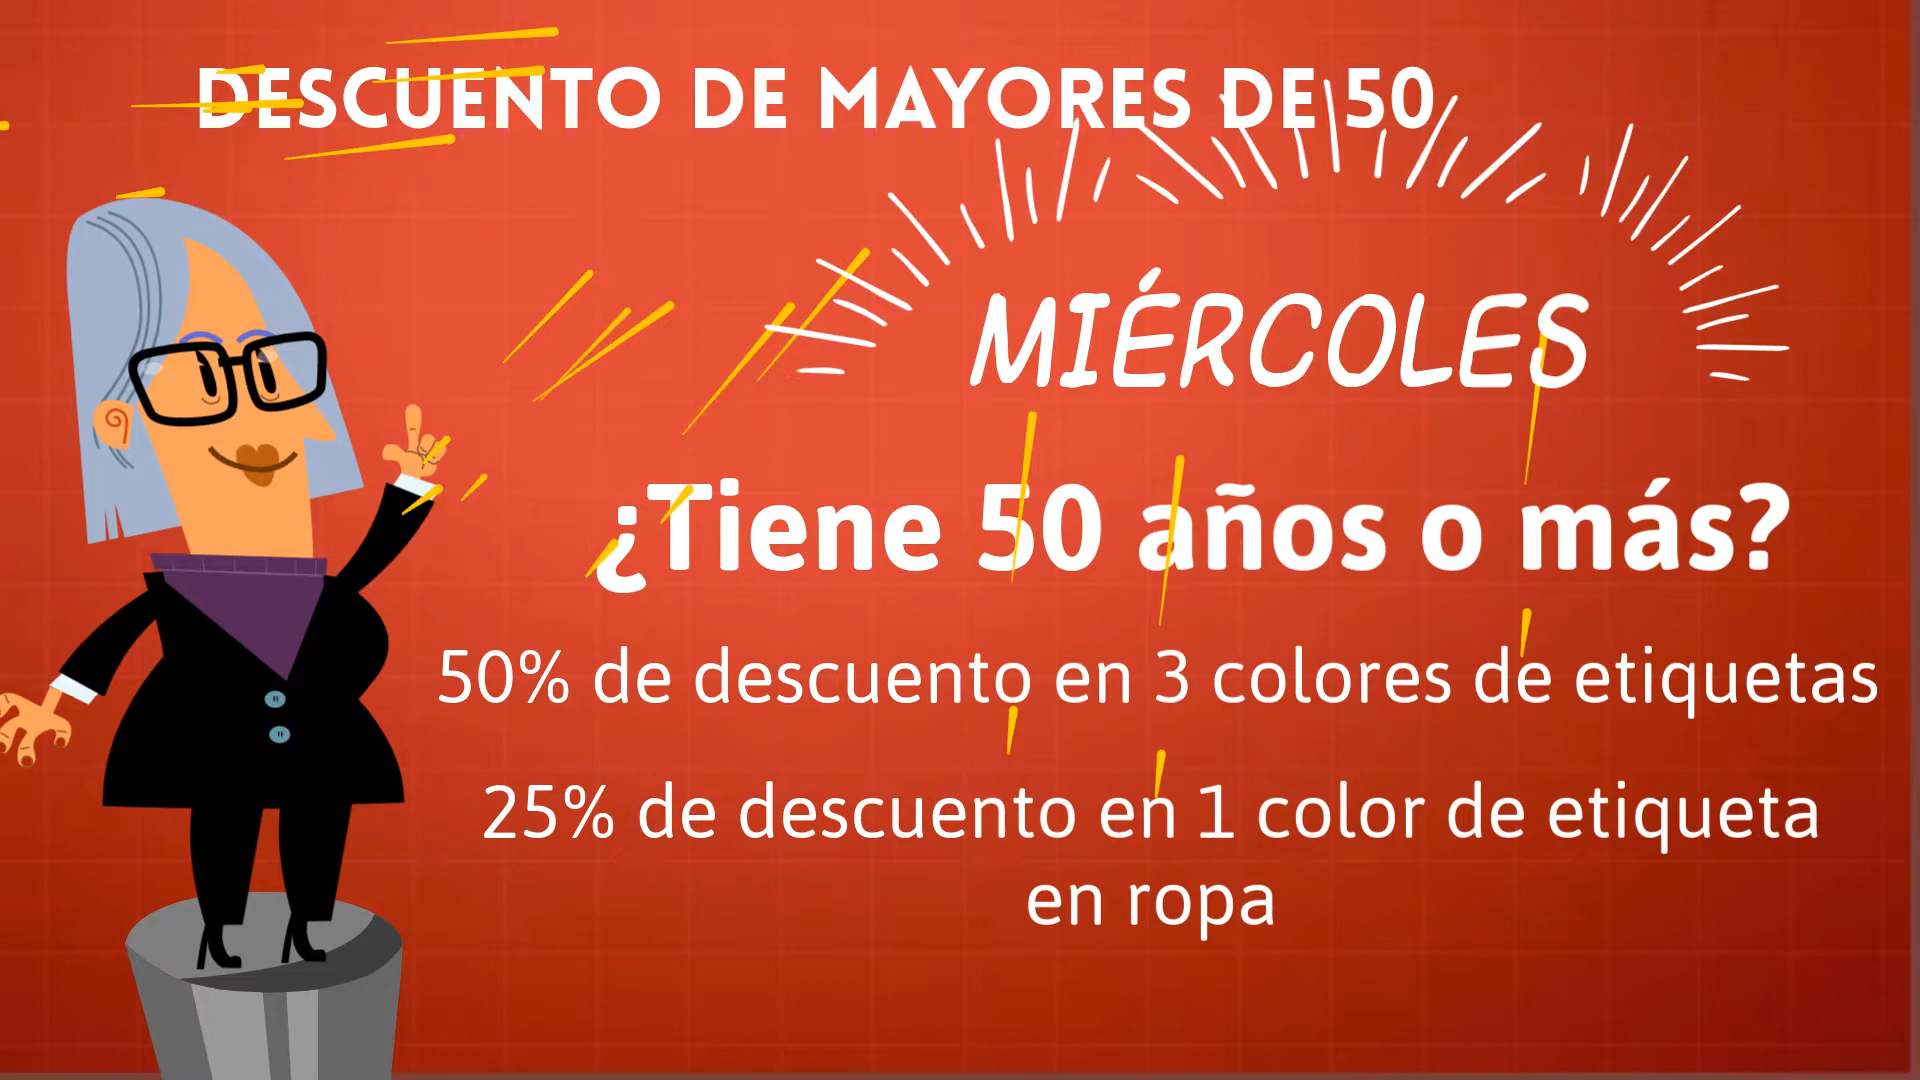 DESCUENTO DE MAYORES DE 50
MIÉRCOLES
¿Tiene 50 años o más?
50% de descuento en 3 colores de etiquetas
25% de descuento en 1 color de etiqueta
en ropa